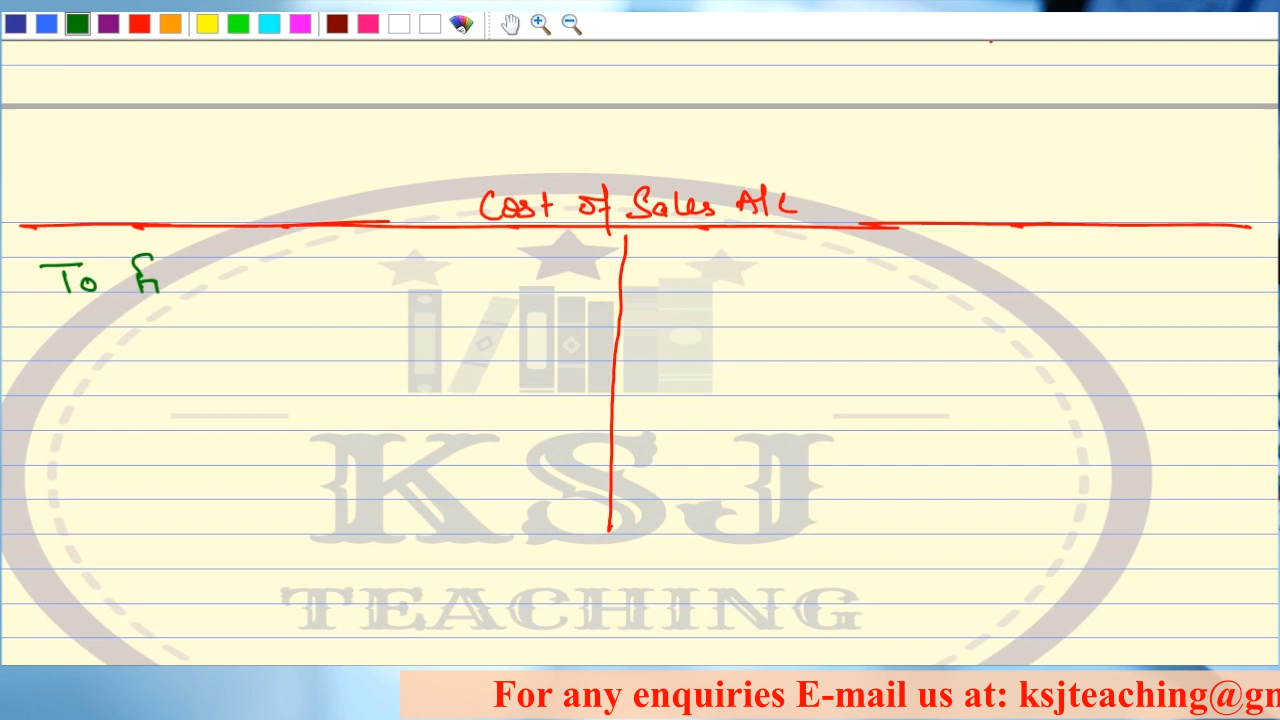 Cost of Sales A/c
To
KSJ
TEACHING
For any enquiries E-mail us at: ksjteaching@gm